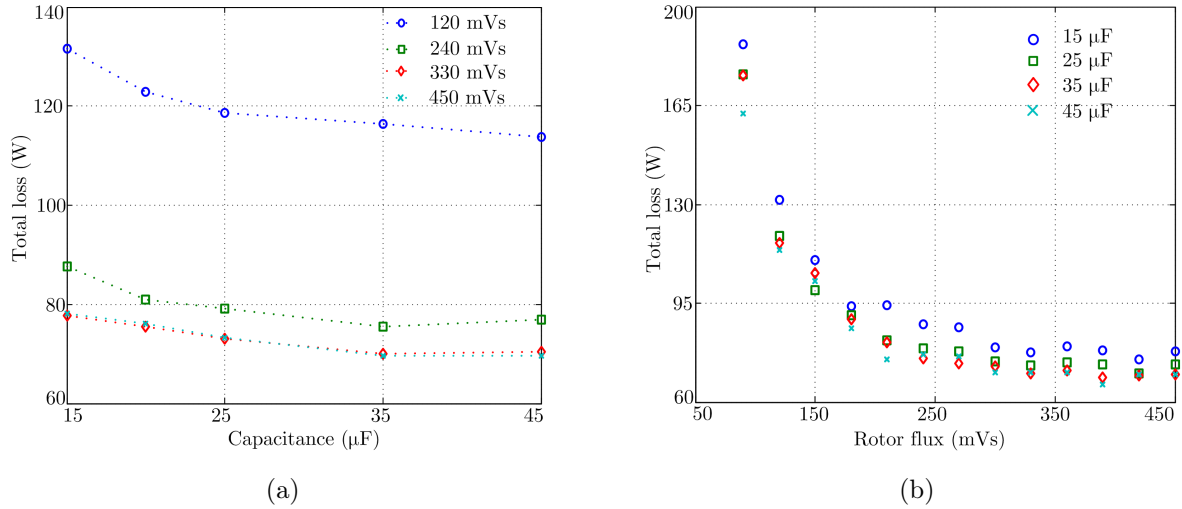 140
120
100
80
60
15
25
35
45
Total loss (W)
Capacitance (μF)
120 mVs
240 mVs
330 mVs
450 mVs
(a)
200
165
130
95
60
50
150
250
350
450
Total loss (W)
Rotor flux (mVs)
15 μF
25 μF
35 μF
45 μF
(b)